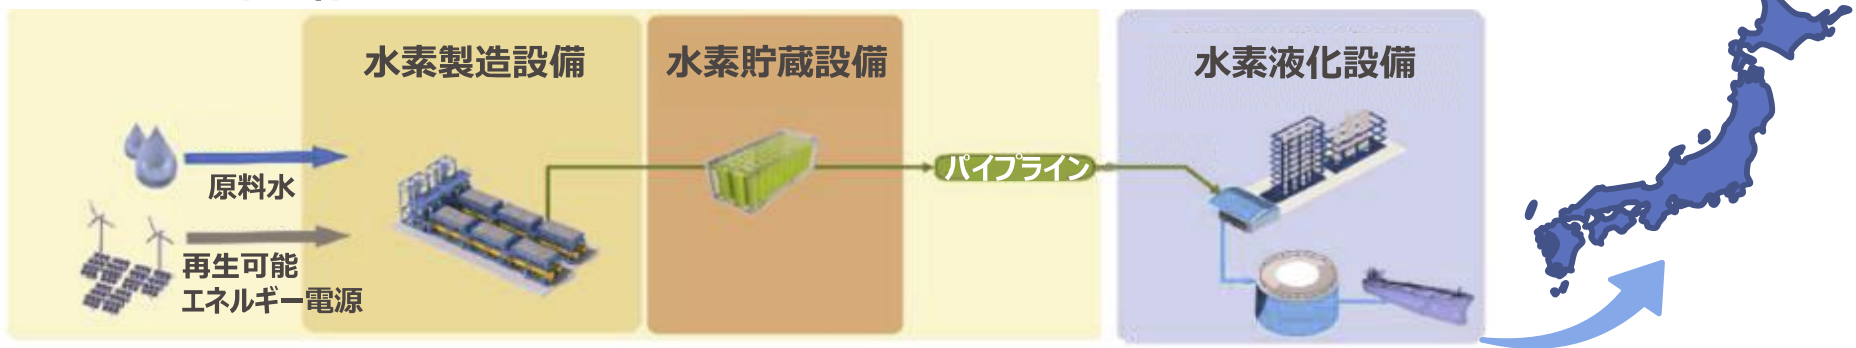 水素製造設備
水素貯蔵設備
水素液化設備
原料水
パイプライン
再生可能
エネルギー電源